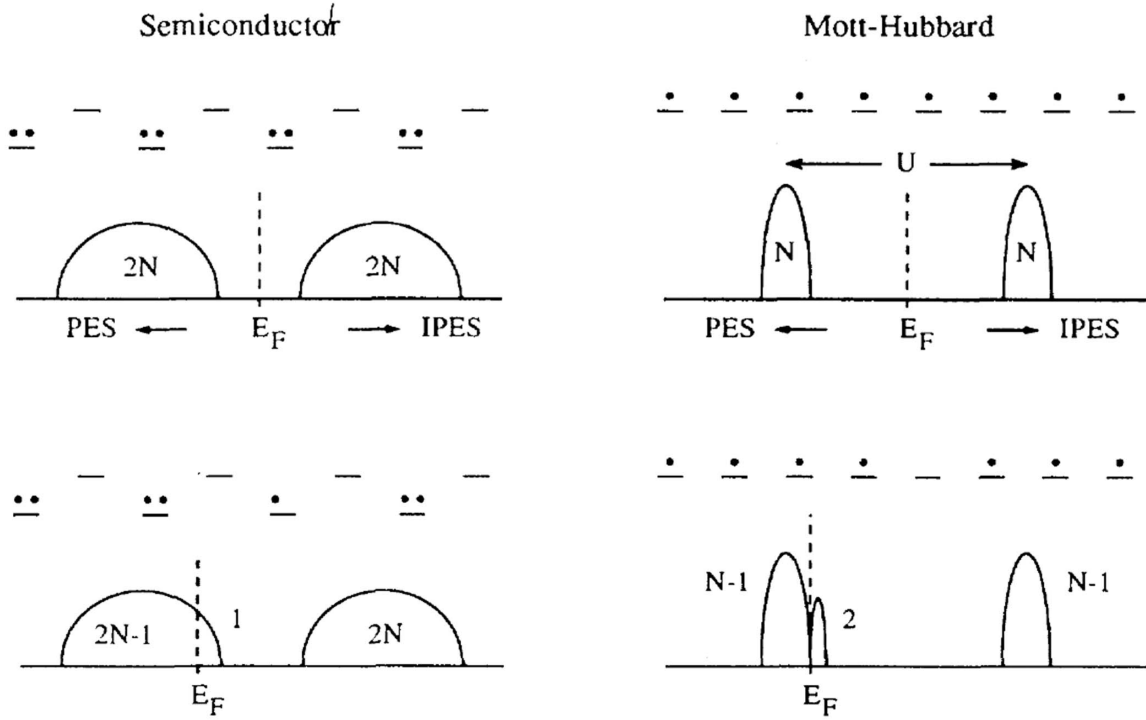 Semiconductor
Mott-Hubbard
U
2N
2N
N
N
PES
E_F
IPES
PES
E_F
IPES
2N-1
1
2N
N-1
2
N-1
E_F
E_F